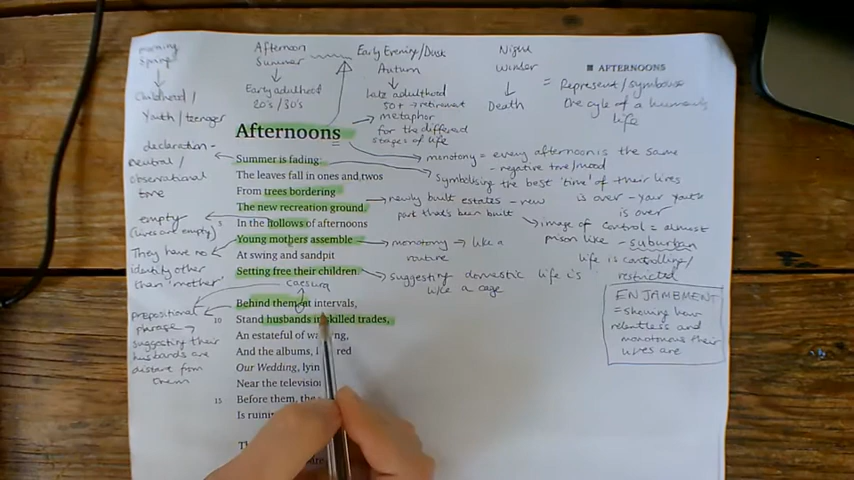 morning
Spring
Childhood /
Youth / teenager
Afternoon
Summer
Early adulthood
20's / 30's
Early Evening / Dusk
Autumn
late adulthood
50+ → retirement
metaphor
for the different
stages of life
Night
Winter
Death
■ AFTERNOONS
= Represent / symbolise
the cycle of a human's
life
declaration -
neutral /
observational
tone
empty
(lives are empty)
They have no
identity other
than 'mother'
prepositional
phrase →
suggesting their
husbands are
distant from
them
Afternoons
Summer is fading:
The leaves fall in ones and twos
From trees bordering
The new recreation ground.
5 In the hollows of afternoons
Young mothers assemble
At swing and sandpit
Setting free their children
caesura
Behind them, at intervals,
10 Stand husbands in skilled trades,
An estateful of
And the albums,
Our Wedding, lying
Near the television
15 Before them, the
Is
→ monotony = every afternoon is the same
- negative tone / mood
Symbolising the best 'time' of their lives
is over - your youth
is over
→ newly built estates - new
part that's been built
→ image of control = almost
prison like - suburban
life is controlling /
restricted
→ monotony → like a
routine
→ suggesting domestic life is
like a cage
ENJAMBMENT
= showing how
relentless and
monotonous their
lives are